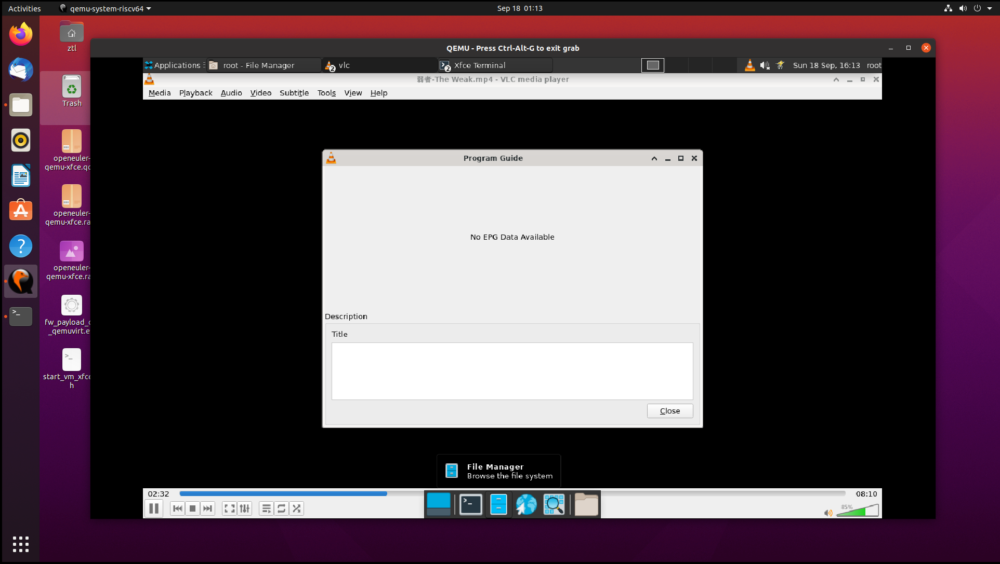 Activities
qemu-system-riscv64
Sep 18 01:13
ztl
Trash
openeuler-
qemu-xfce.qc
openeuler-
qemu-xfce.ra
openeuler-
qemu-xfce.ra
fw_payload_o
_qemuvirt.e
start_vm_xfce
h
QEMU - Press Ctrl-Alt-G to exit grab
Applications
root - File Manager
2
vlc
2
Xfce Terminal
Sun 18 Sep, 16:13
root
弱者-The Weak.mp4 - VLC media player
Media
Playback
Audio
Video
Subtitle
Tools
View
Help
Program Guide
No EPG Data Available
Description
Title
Close
File Manager
Browse the file system
02:32
08:10
85%